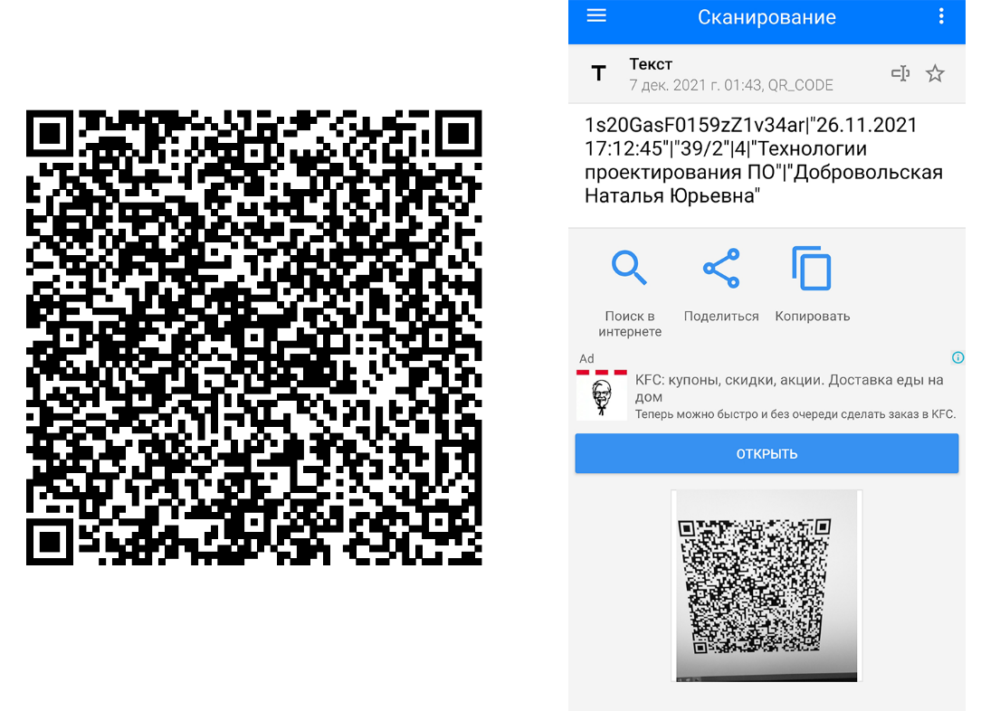 Сканирование
Текст
7 дек. 2021 г. 01:43, QR_CODE
1s20GasF0159zZ1v34ar|"26.11.2021
17:12:45"|"39/2"|4|"Технологии
проектирования ПО"|"Добровольская
Наталья Юрьевна"
Поиск в
интернете
Поделиться
Копировать
Ad
KFC: купоны, скидки, акции. Доставка еды на
дом
Теперь можно быстро и без очереди сделать заказ в KFC.
ОТКРЫТЬ